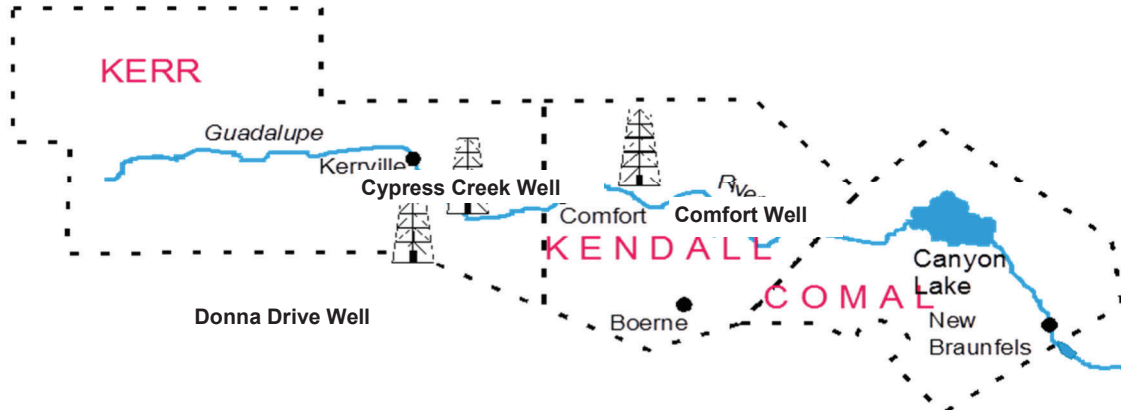 KERR
Guadalupe
Kerrville
Cypress Creek Well
River
Comfort
Comfort Well
KENDALL
Canyon
Lake
COMAL
Donna Drive Well
Boerne
New
Braunfels